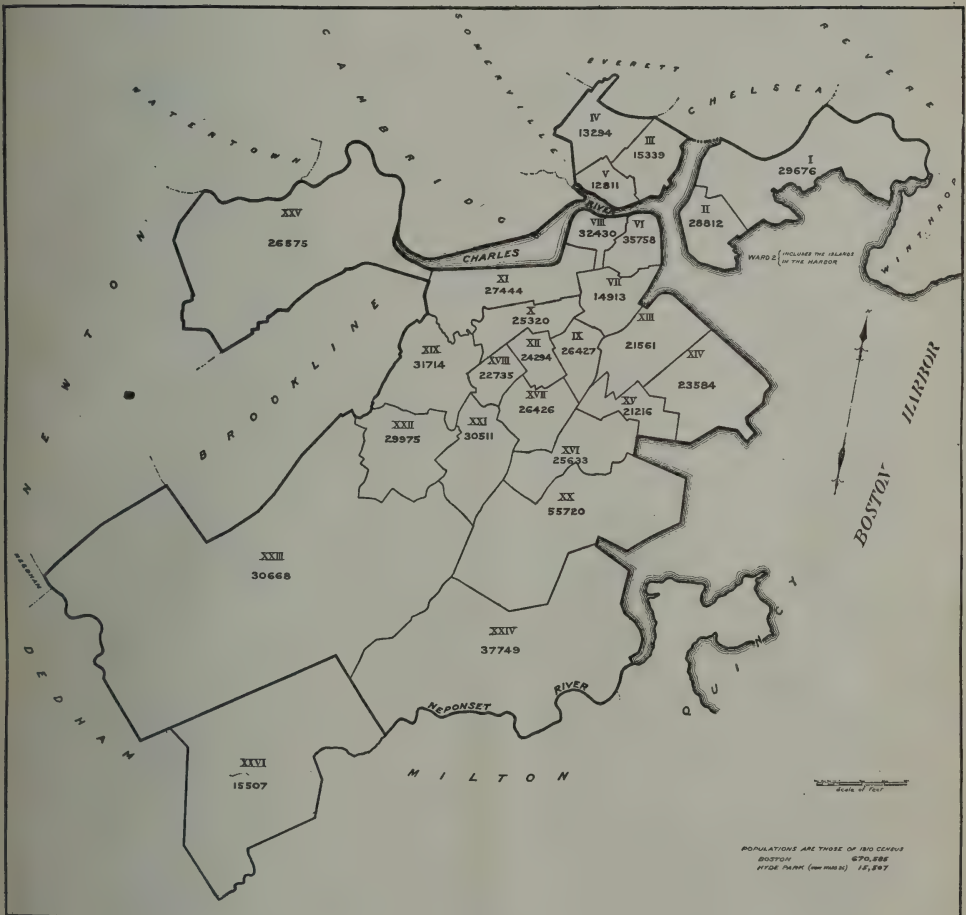 EVERETT
SOMERVILLE
CAMBRIDGE
REVERE
CHELSEA
WATERTOWN
WINTHROP
NEWTON
BROOKLINE
IV
13294
III
15339
V
12811
I
29676
II
28812
WARD 2 { INCLUDES THE ISLANDS
IN THE HARBOR
RIVER
CHARLES
XXV
26575
VIII
32430
VI
35758
XI
27444
VII
14913
X
25320
IX
26427
XIII
21561
XII
24294
XIX
31714
XVIII
22735
XIV
23584
XVII
26426
XV
21216
XXII
29975
XXI
30511
XVI
25633
XX
55720
BOSTON HARBOR
XXIII
30668
NEEDHAM
XXIV
37749
QUINCY
DEDHAM
NEPONSET RIVER
XXVI
15507
MILTON
Scale of Feet
POPULATIONS ARE THOSE OF 1910 CENSUS
BOSTON 670,585
HYDE PARK (now WARD 26) 15,507